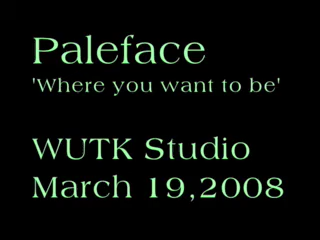 Paleface
'Where you want to be'
WUTK Studio
March 19,2008